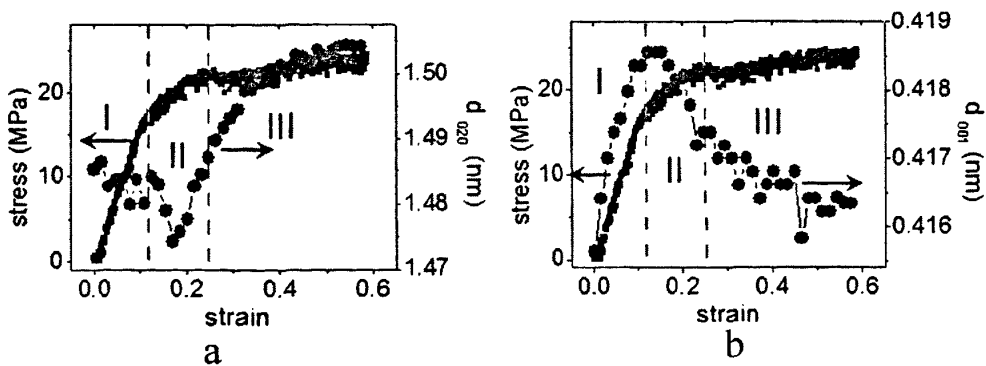 stress (MPa)
20
10
0
I
II
III
1.50
1.49
1.48
1.47
d 020 (nm)
0.0 0.2 0.4 0.6
strain
a
stress (MPa)
20
10
0
I
II
III
0.419
0.418
0.417
0.416
d 001 (nm)
0.0 0.2 0.4 0.6
strain
b